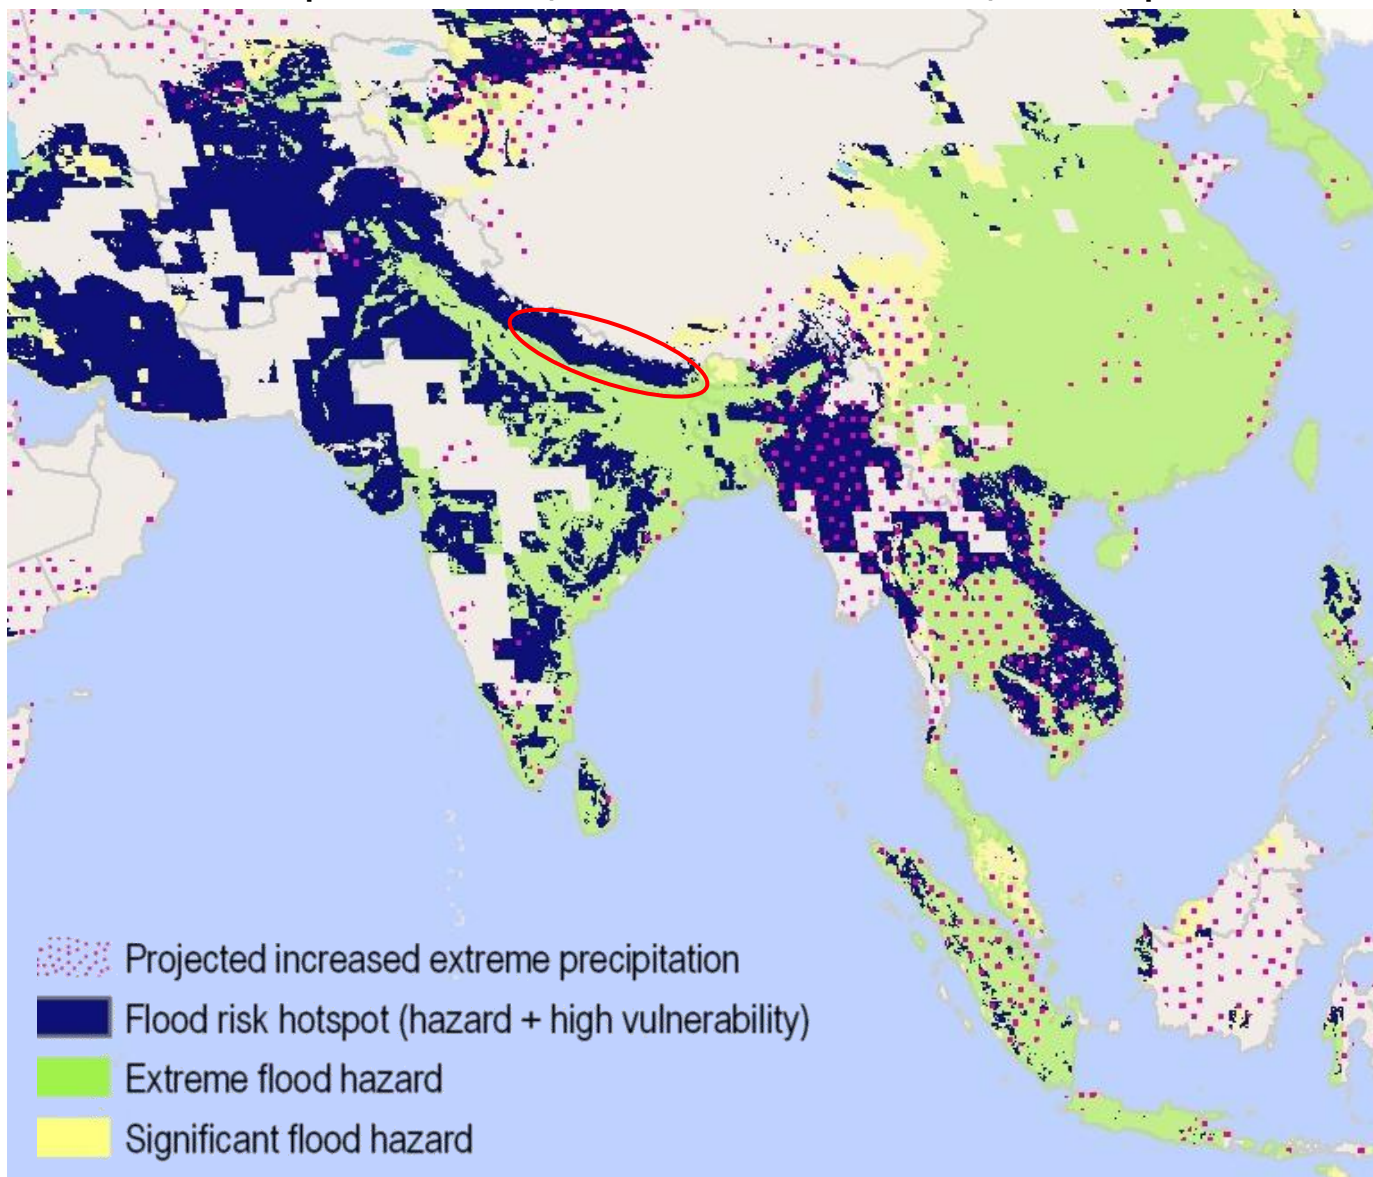 Projected increased extreme precipitation
Flood risk hotspot (hazard + high vulnerability)
Extreme flood hazard
Significant flood hazard